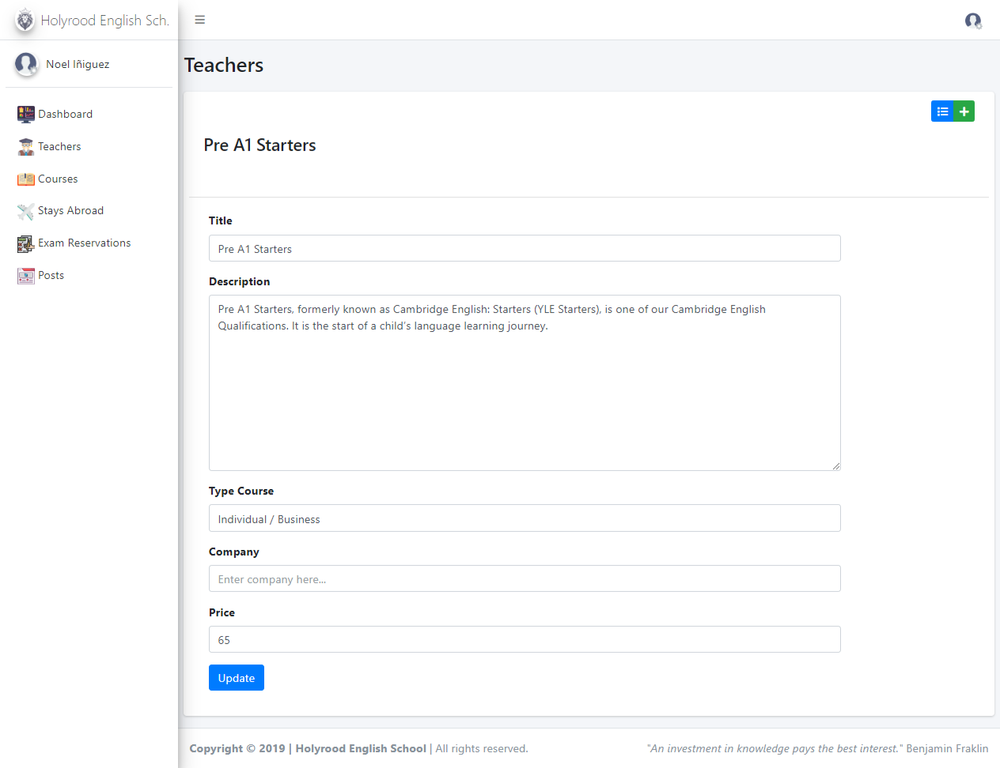 Holyrood English Sch.
Noel Iñiguez
Dashboard
Teachers
Courses
Stays Abroad
Exam Reservations
Posts
Teachers
Pre A1 Starters
Title
Pre A1 Starters
Description
Pre A1 Starters, formerly known as Cambridge English: Starters (YLE Starters), is one of our Cambridge English
Qualifications. It is the start of a child’s language learning journey.
Type Course
Individual / Business
Company
Enter company here...
Price
65
Update
Copyright © 2019 | Holyrood English School | All rights reserved.
"An investment in knowledge pays the best interest." Benjamin Fraklin